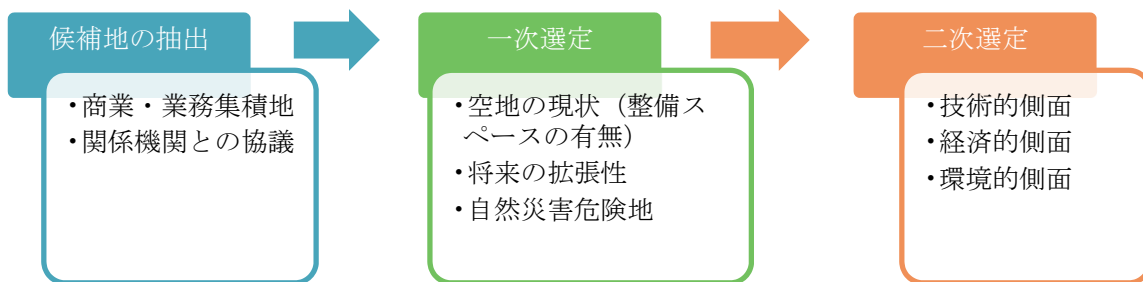 候補地の抽出
・商業・業務集積地
・関係機関との協議
一次選定
・空地の現状（整備ス
ペースの有無）
・将来の拡張性
・自然災害危険地
二次選定
・技術的側面
・経済的側面
・環境的側面